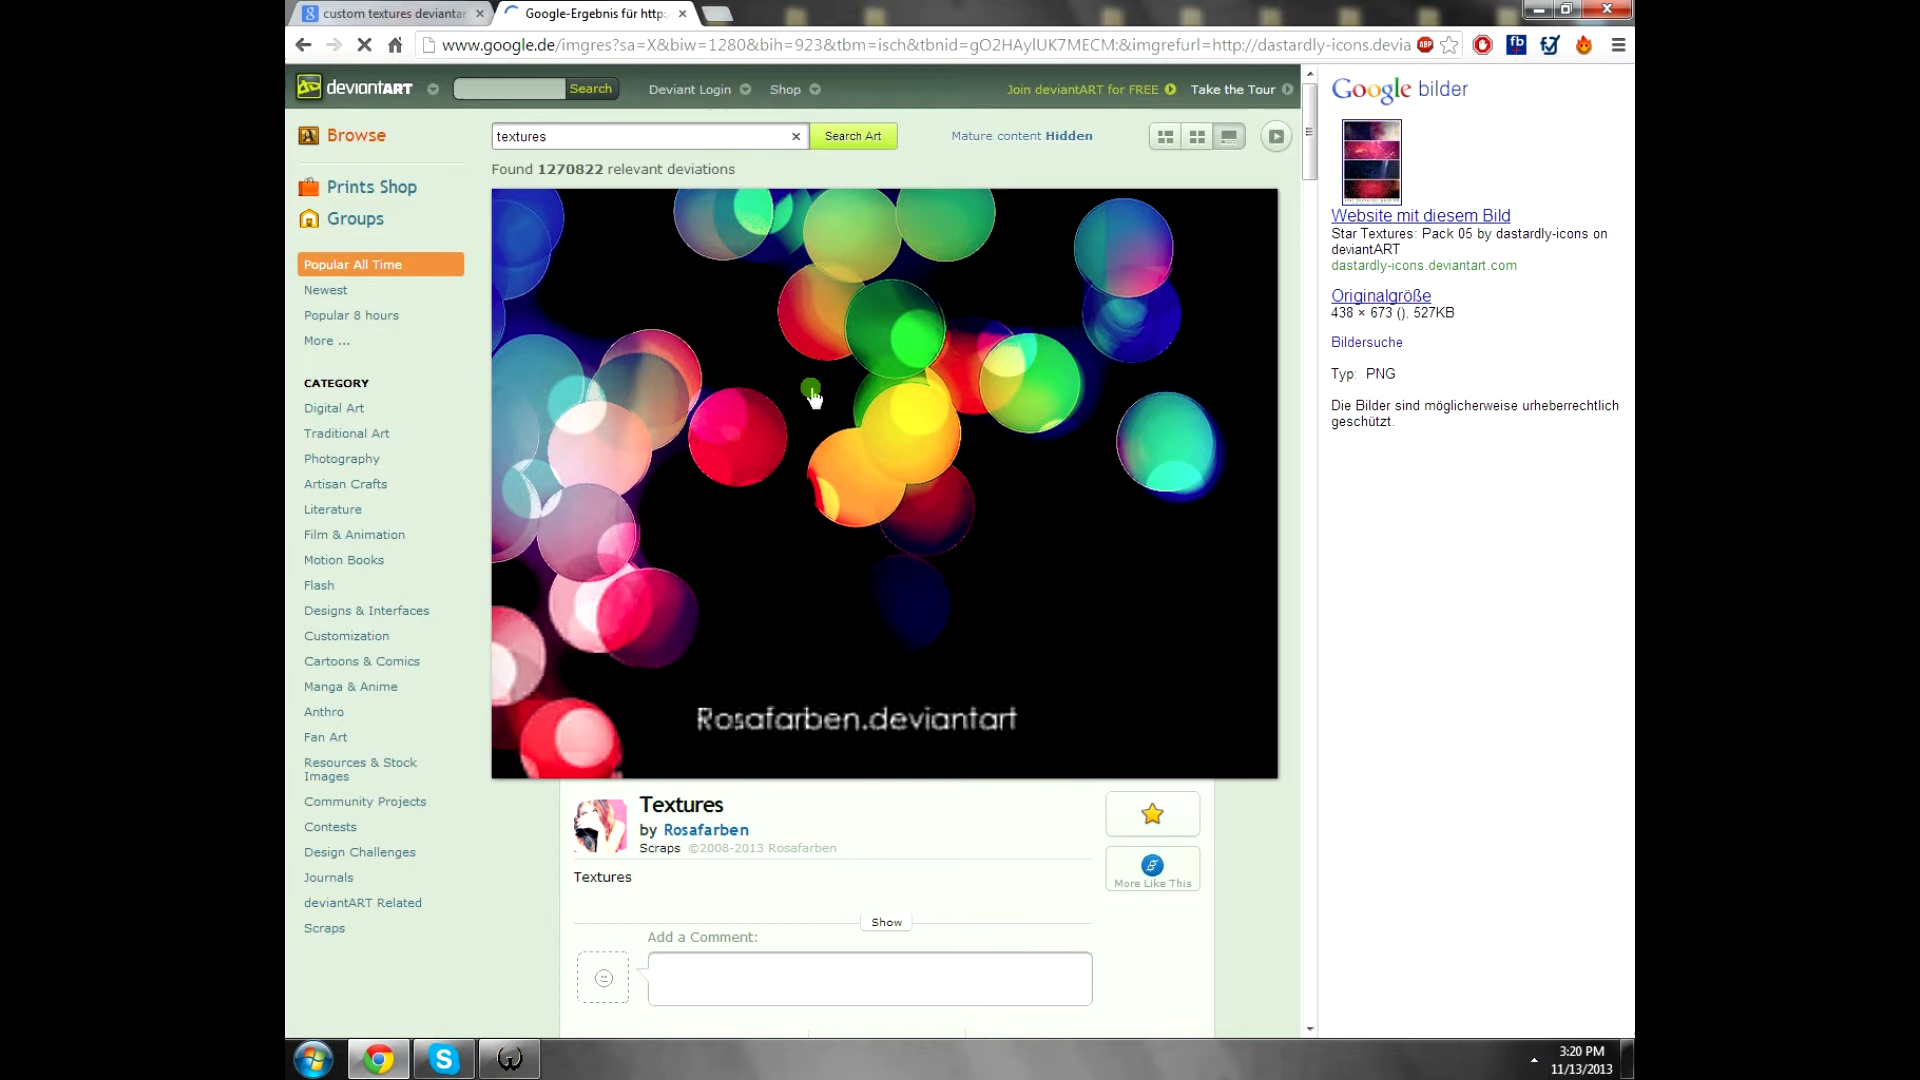 custom textures deviantar
Google-Ergebnis für http:
www.google.de/imgres?sa=X&biw=1280&bih=923&tbm=isch&tbnid=gO2HAylUK7MECM:&imgrefurl=http://dastardly-icons.devia
ABP
fb
deviantART
Search
Deviant Login
Shop
Join deviantART for FREE
Take the Tour
Browse
textures
Search Art
Mature content Hidden
Found 1270822 relevant deviations
Prints Shop
Groups
Popular All Time
Newest
Popular 8 hours
More ...
CATEGORY
Digital Art
Traditional Art
Photography
Artisan Crafts
Literature
Film & Animation
Motion Books
Flash
Designs & Interfaces
Customization
Cartoons & Comics
Manga & Anime
Anthro
Fan Art
Resources & Stock
Images
Community Projects
Contests
Design Challenges
Journals
deviantART Related
Scraps
Rosafarben.deviantart
Textures
by Rosafarben
Scraps ©2008-2013 Rosafarben
More Like This
Textures
Show
Add a Comment:
Google bilder
Website mit diesem Bild
Star Textures: Pack 05 by dastardly-icons on
deviantART
dastardly-icons.deviantart.com
Originalgröße
438 × 673 (), 527KB
Bildersuche
Typ: PNG
Die Bilder sind möglicherweise urheberrechtlich
geschützt.
3:20 PM
11/13/2013